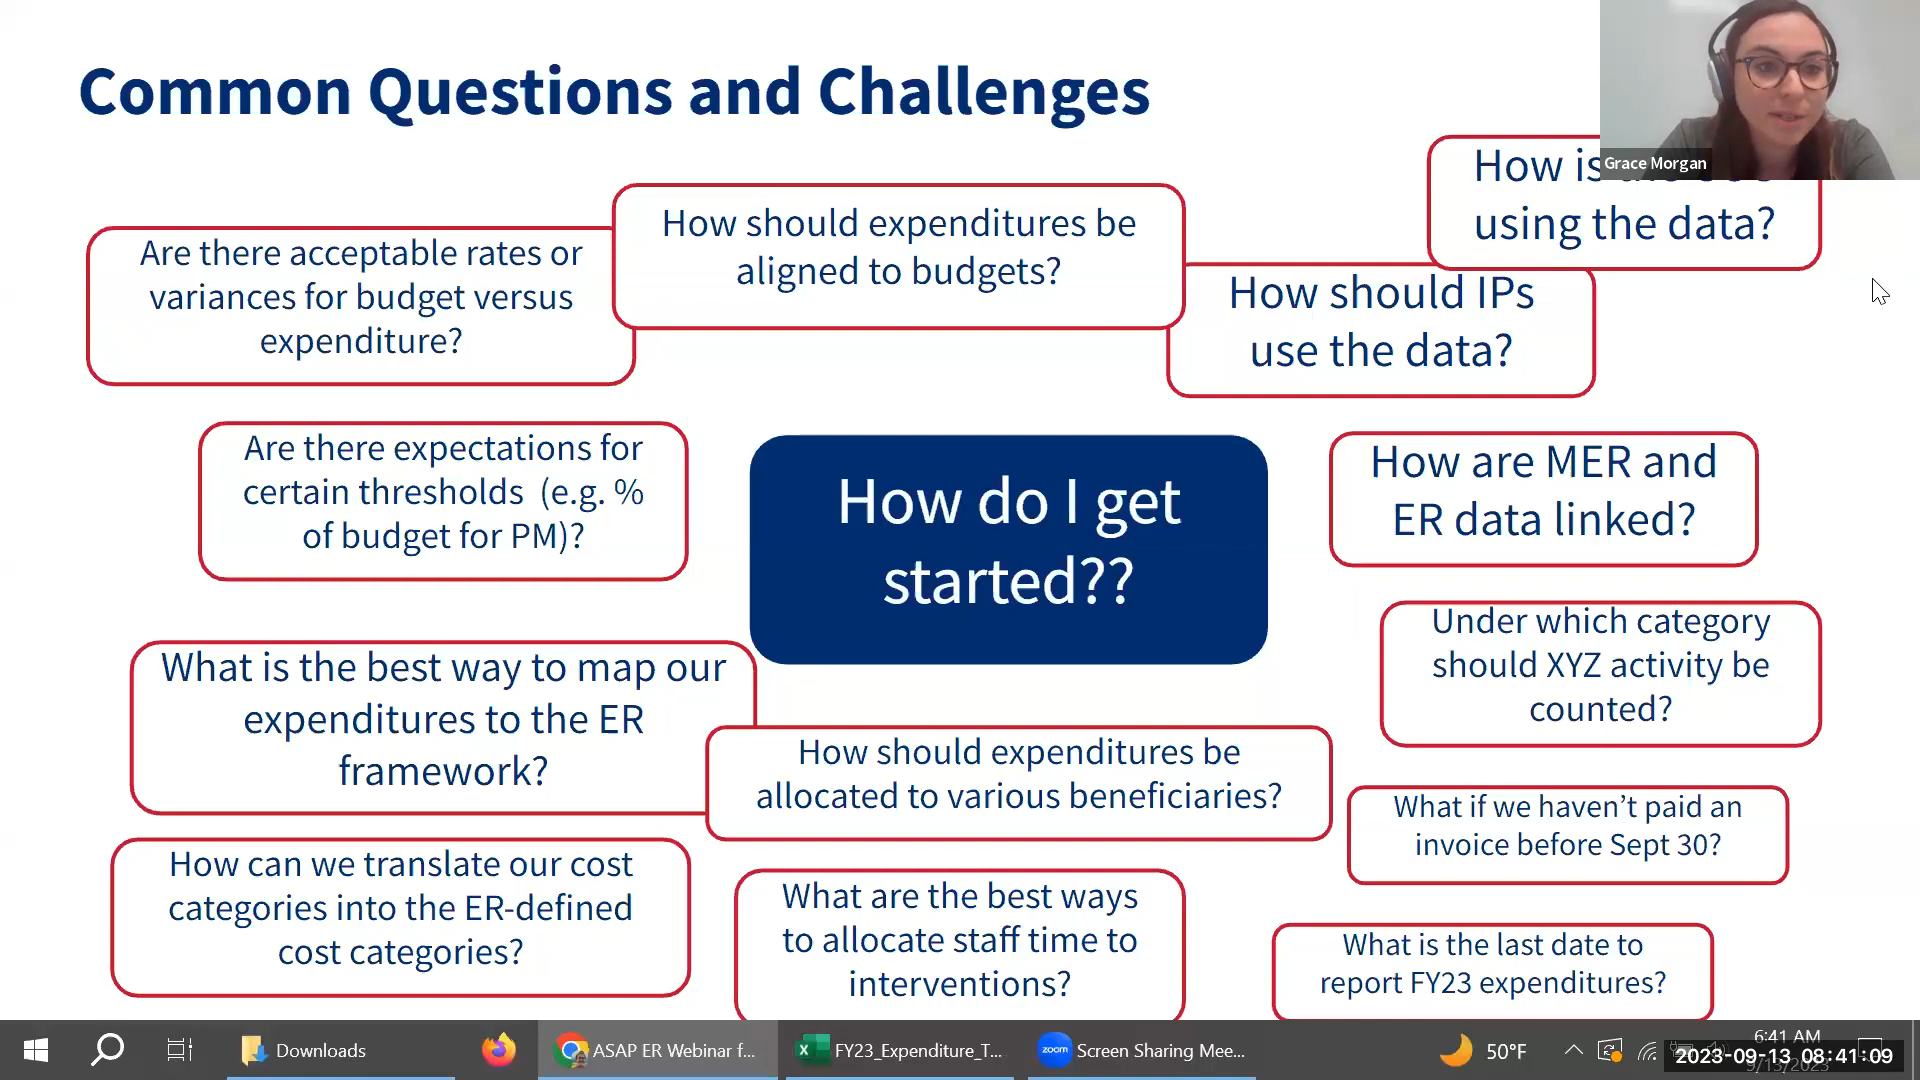 Common Questions and Challenges
Grace Morgan
How is
using the data?
How should expenditures be
aligned to budgets?
Are there acceptable rates or
variances for budget versus
expenditure?
How should IPs
use the data?
Are there expectations for
certain thresholds (e.g. %
of budget for PM)?
How do I get
started??
How are MER and
ER data linked?
Under which category
should XYZ activity be
counted?
What is the best way to map our
expenditures to the ER
framework?
How should expenditures be
allocated to various beneficiaries?
What if we haven’t paid an
invoice before Sept 30?
How can we translate our cost
categories into the ER-defined
cost categories?
What are the best ways
to allocate staff time to
interventions?
What is the last date to
report FY23 expenditures?
Downloads
ASAP ER Webinar f...
FY23_Expenditure_T...
zoom
Screen Sharing Mee...
50°F
6:41 AM
2023-09-13 08:41:09